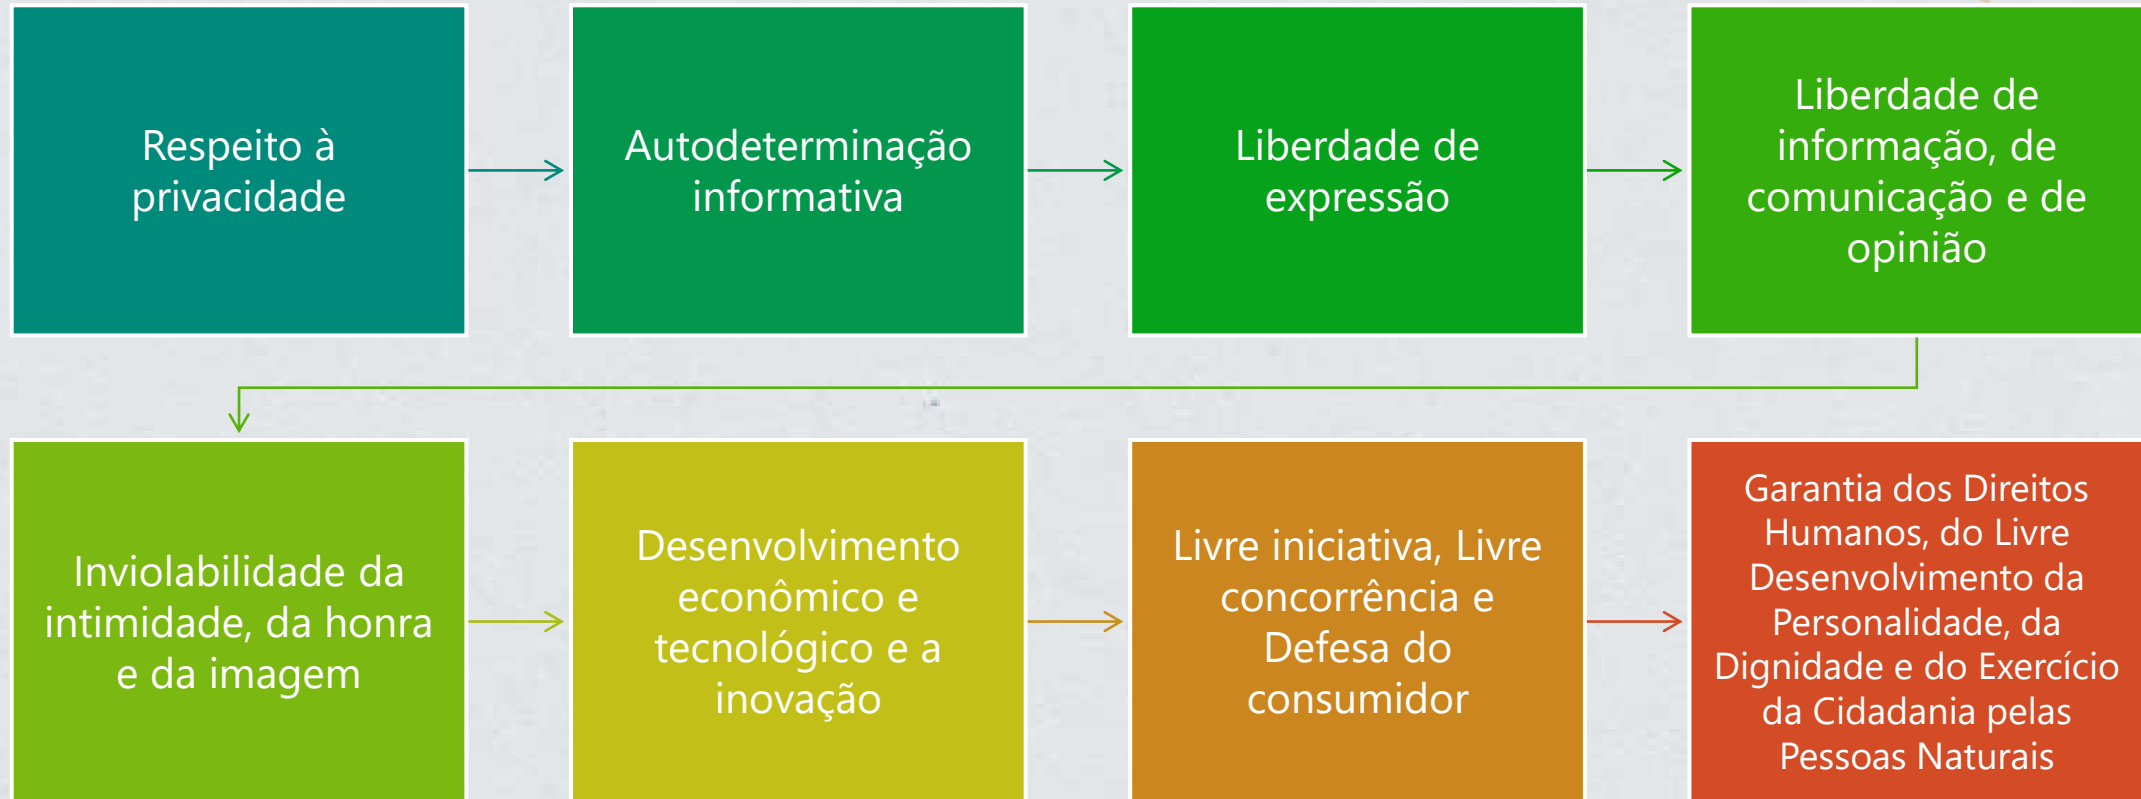 Respeito à
privacidade
Autodeterminação
informativa
Liberdade de
expressão
Liberdade de
informação, de
comunicação e de
opinião
Inviolabilidade da
intimidade, da honra
e da imagem
Desenvolvimento
econômico e
tecnológico e a
inovação
Livre iniciativa, Livre
concorrência e
Defesa do
consumidor
Garantia dos Direitos
Humanos, do Livre
Desenvolvimento da
Personalidade, da
Dignidade e do Exercício
da Cidadania pelas
Pessoas Naturais